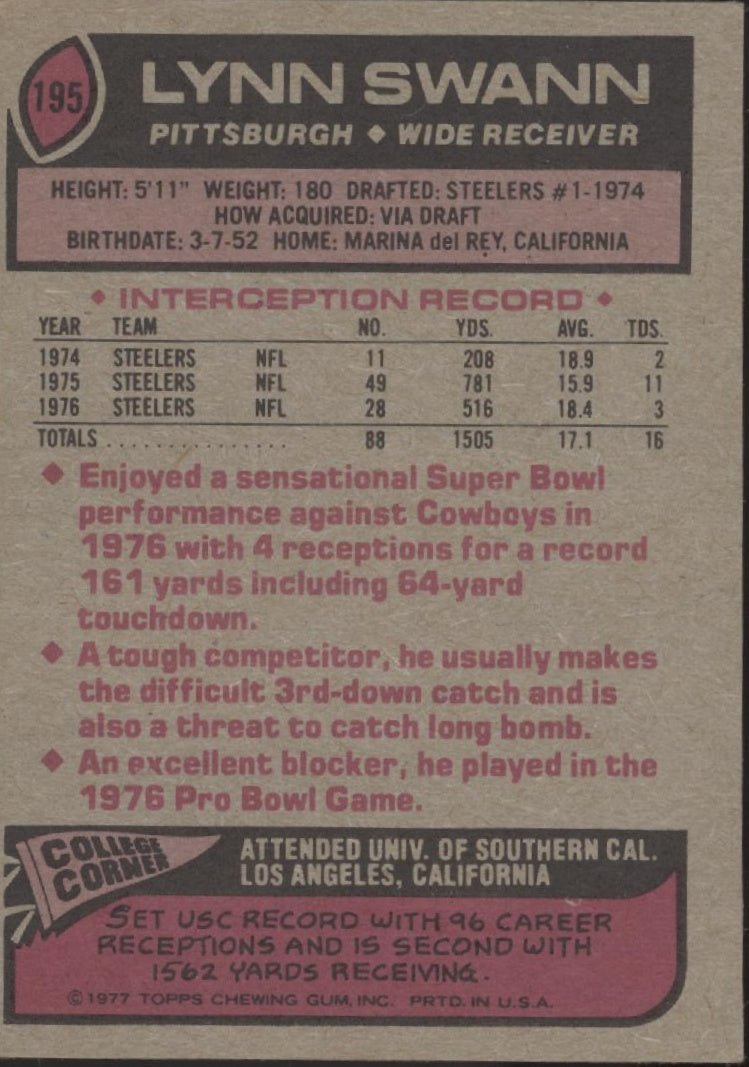 195
LYNN SWANN
PITTSBURGH ◆ WIDE RECEIVER
HEIGHT: 5'11" WEIGHT: 180 DRAFTED: STEELERS #1-1974
HOW ACQUIRED: VIA DRAFT
BIRTHDATE: 3-7-52 HOME: MARINA del REY, CALIFORNIA
◆ INTERCEPTION RECORD ◆
YEAR TEAM NO. YDS. AVG. TDS.
1974 STEELERS NFL 11 208 18.9 2
1975 STEELERS NFL 49 781 15.9 11
1976 STEELERS NFL 28 516 18.4 3
TOTALS . . . . . . . . . . . . . . . 88 1505 17.1 16
◆ Enjoyed a sensational Super Bowl
performance against Cowboys in
1976 with 4 receptions for a record
161 yards including 64-yard
touchdown.
◆ A tough competitor, he usually makes
the difficult 3rd-down catch and is
also a threat to catch long bomb.
◆ An excellent blocker, he played in the
1976 Pro Bowl Game.
COLLEGE
CORNER
ATTENDED UNIV. OF SOUTHERN CAL.
LOS ANGELES, CALIFORNIA
SET USC RECORD WITH 96 CAREER
RECEPTIONS AND IS SECOND WITH
1562 YARDS RECEIVING.
©1977 TOPPS CHEWING GUM, INC. PRTD. IN U.S.A.